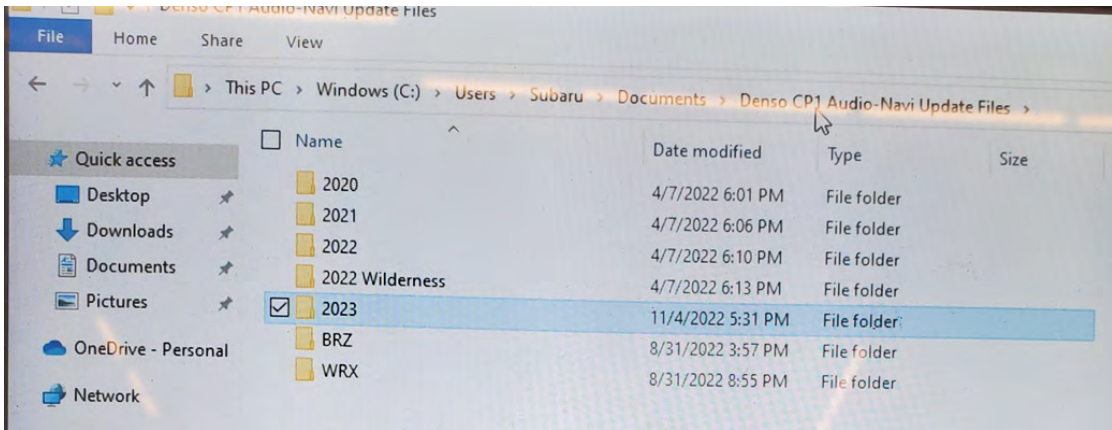 Denso CP1 Audio-Navi Update Files
File Home Share View
This PC > Windows (C:) > Users > Subaru > Documents > Denso CP1 Audio-Navi Update Files >
Name Date modified Type Size
Quick access
Desktop
Downloads
Documents
Pictures
OneDrive - Personal
Network
2020 4/7/2022 6:01 PM File folder
2021 4/7/2022 6:06 PM File folder
2022 4/7/2022 6:10 PM File folder
2022 Wilderness 4/7/2022 6:13 PM File folder
2023 11/4/2022 5:31 PM File folder
BRZ 8/31/2022 3:57 PM File folder
WRX 8/31/2022 8:55 PM File folder